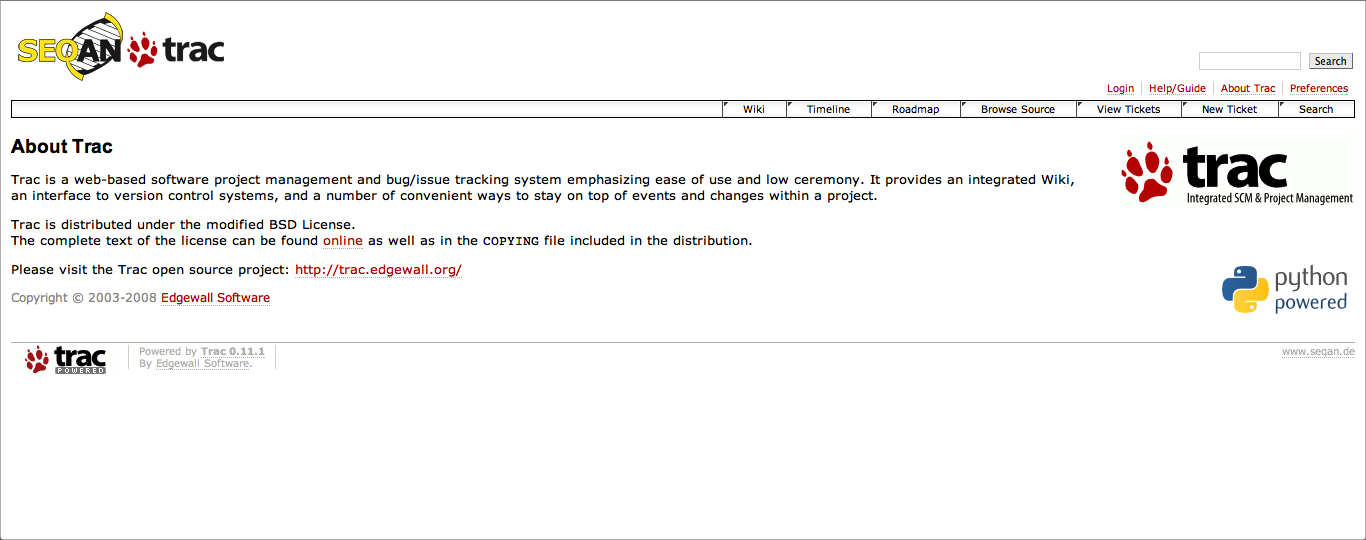 SEQAN trac
Search
Login Help/Guide About Trac Preferences
Wiki Timeline Roadmap Browse Source View Tickets New Ticket Search
About Trac
trac
Integrated SCM & Project Management
Trac is a web-based software project management and bug/issue tracking system emphasizing ease of use and low ceremony. It provides an integrated Wiki,
an interface to version control systems, and a number of convenient ways to stay on top of events and changes within a project.
Trac is distributed under the modified BSD License.
The complete text of the license can be found online as well as in the COPYING file included in the distribution.
Please visit the Trac open source project: http://trac.edgewall.org/
python
powered
Copyright © 2003-2008 Edgewall Software
trac
POWERED
Powered by Trac 0.11.1
By Edgewall Software.
www.seqan.de